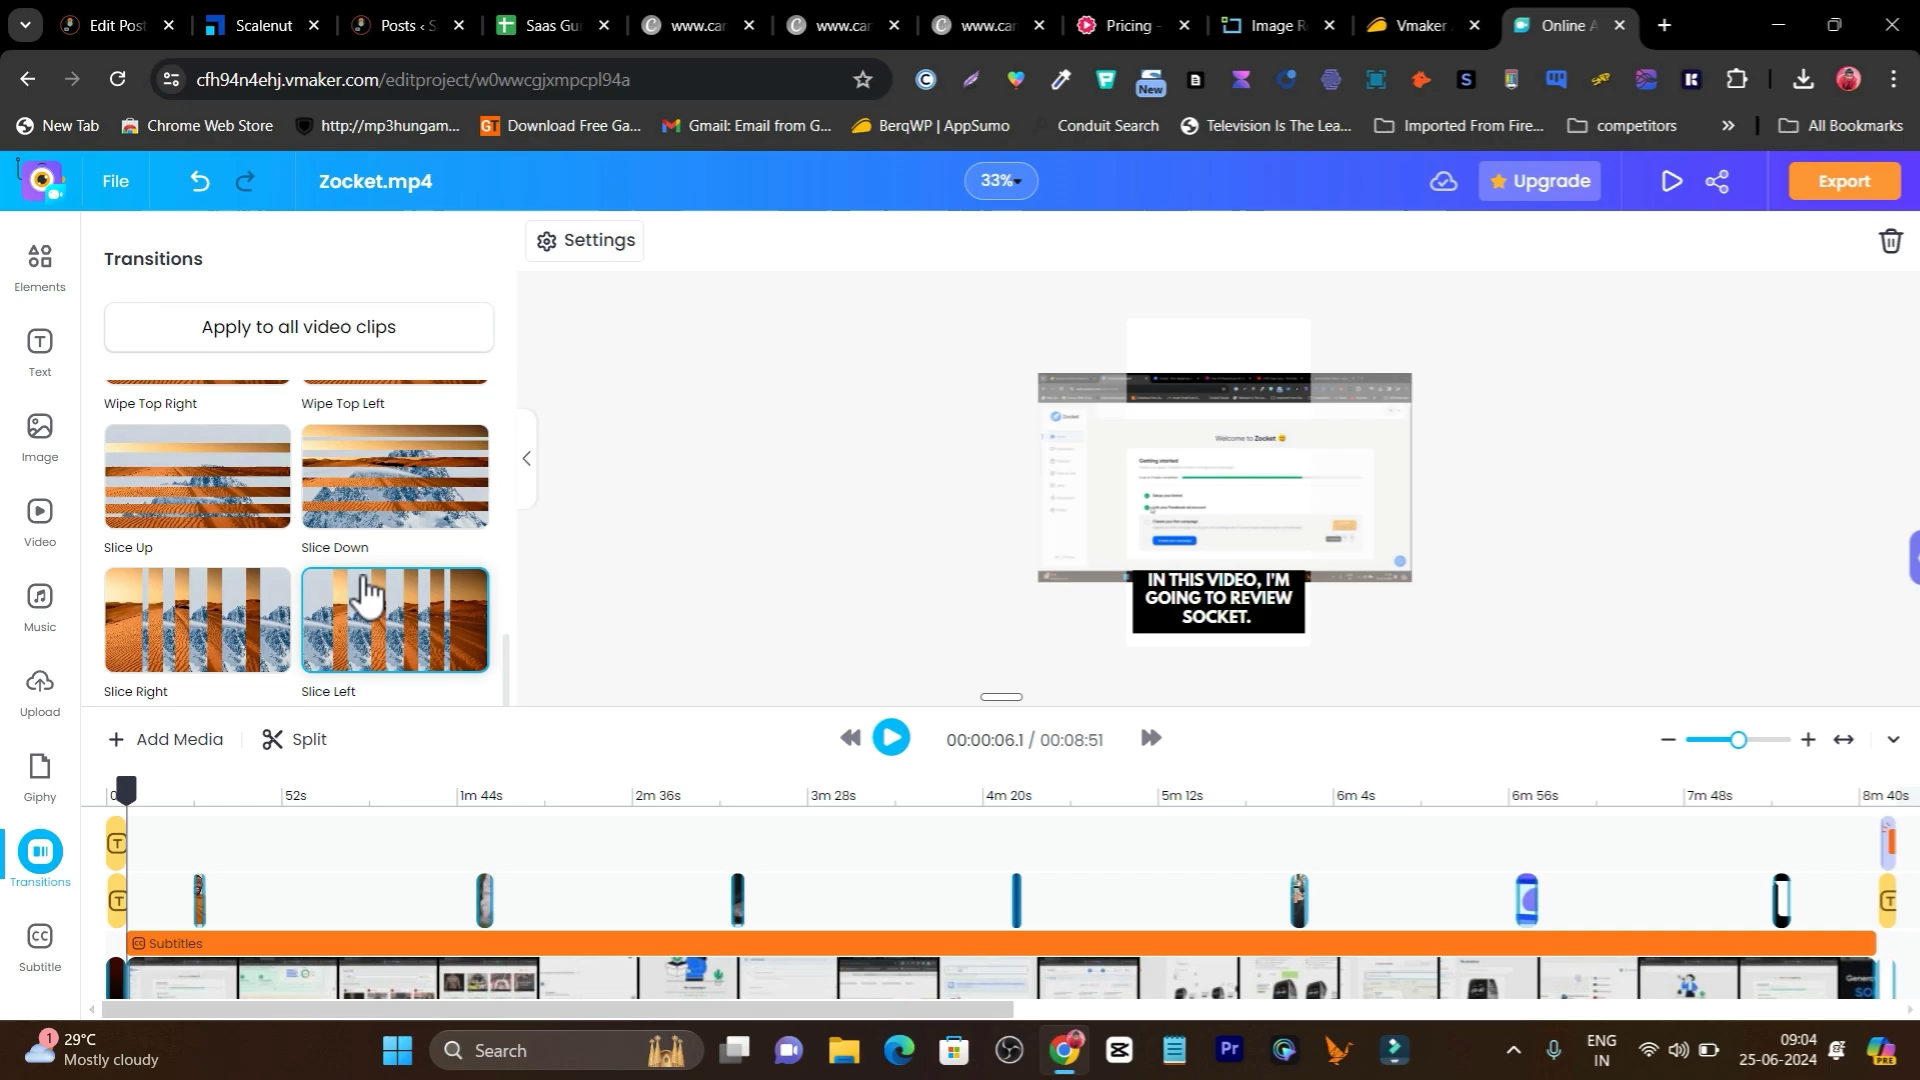 Edit Post
Scalenut
Posts ‹ S
Saas Gu
www.car
www.car
www.car
Pricing -
Image R
Vmaker
Online A
cfh94n4ehj.vmaker.com/editproject/w0wwcgjxmpcpl94a
New
New Tab
Chrome Web Store
http://mp3hungam...
Download Free Ga...
Gmail: Email from G...
BerqWP | AppSumo
Conduit Search
Television Is The Lea...
Imported From Fire...
competitors
All Bookmarks
File
Zocket.mp4
33%
Upgrade
Export
Elements
Text
Image
Video
Music
Upload
Giphy
Transitions
Subtitle
Transitions
Apply to all video clips
Wipe Top Right
Wipe Top Left
Slice Up
Slice Down
Slice Right
Slice Left
Settings
Welcome to Zocket
Getting started
IN THIS VIDEO, I'M
GOING TO REVIEW
SOCKET.
Add Media
Split
00:00:06.1 / 00:08:51
52s
1m 44s
2m 36s
3m 28s
4m 20s
5m 12s
6m 4s
6m 56s
7m 48s
8m 40s
Subtitles
29°C
Mostly cloudy
Search
ENG
IN
09:04
25-06-2024